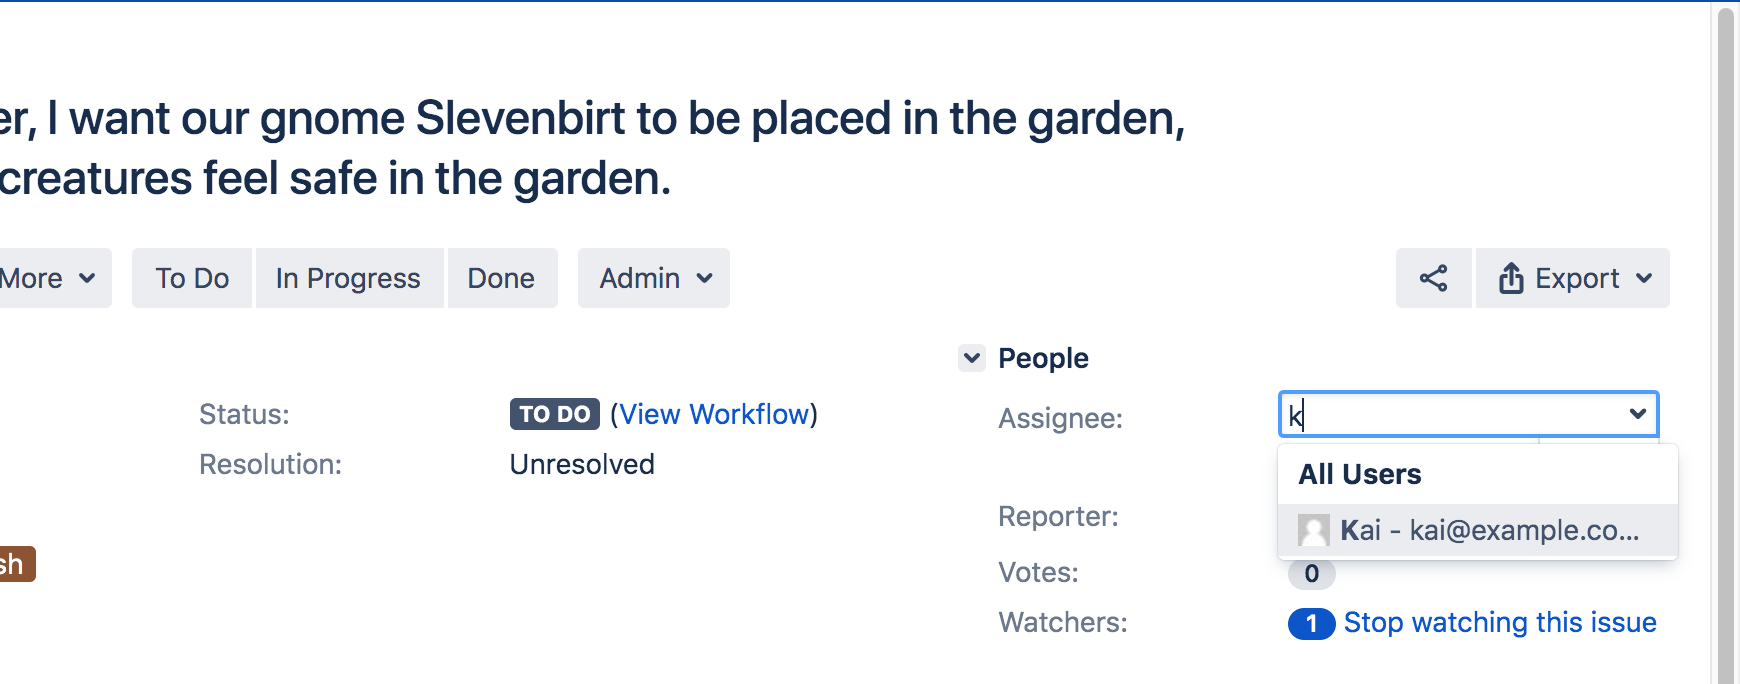 er, I want our gnome Slevenbirt to be placed in the garden,
creatures feel safe in the garden.
More To Do In Progress Done Admin Export
People
Status: TO DO (View Workflow)
Assignee: k
Resolution: Unresolved
All Users
Reporter:
Kai - kai@example.co...
sh
Votes: 0
Watchers: 1 Stop watching this issue